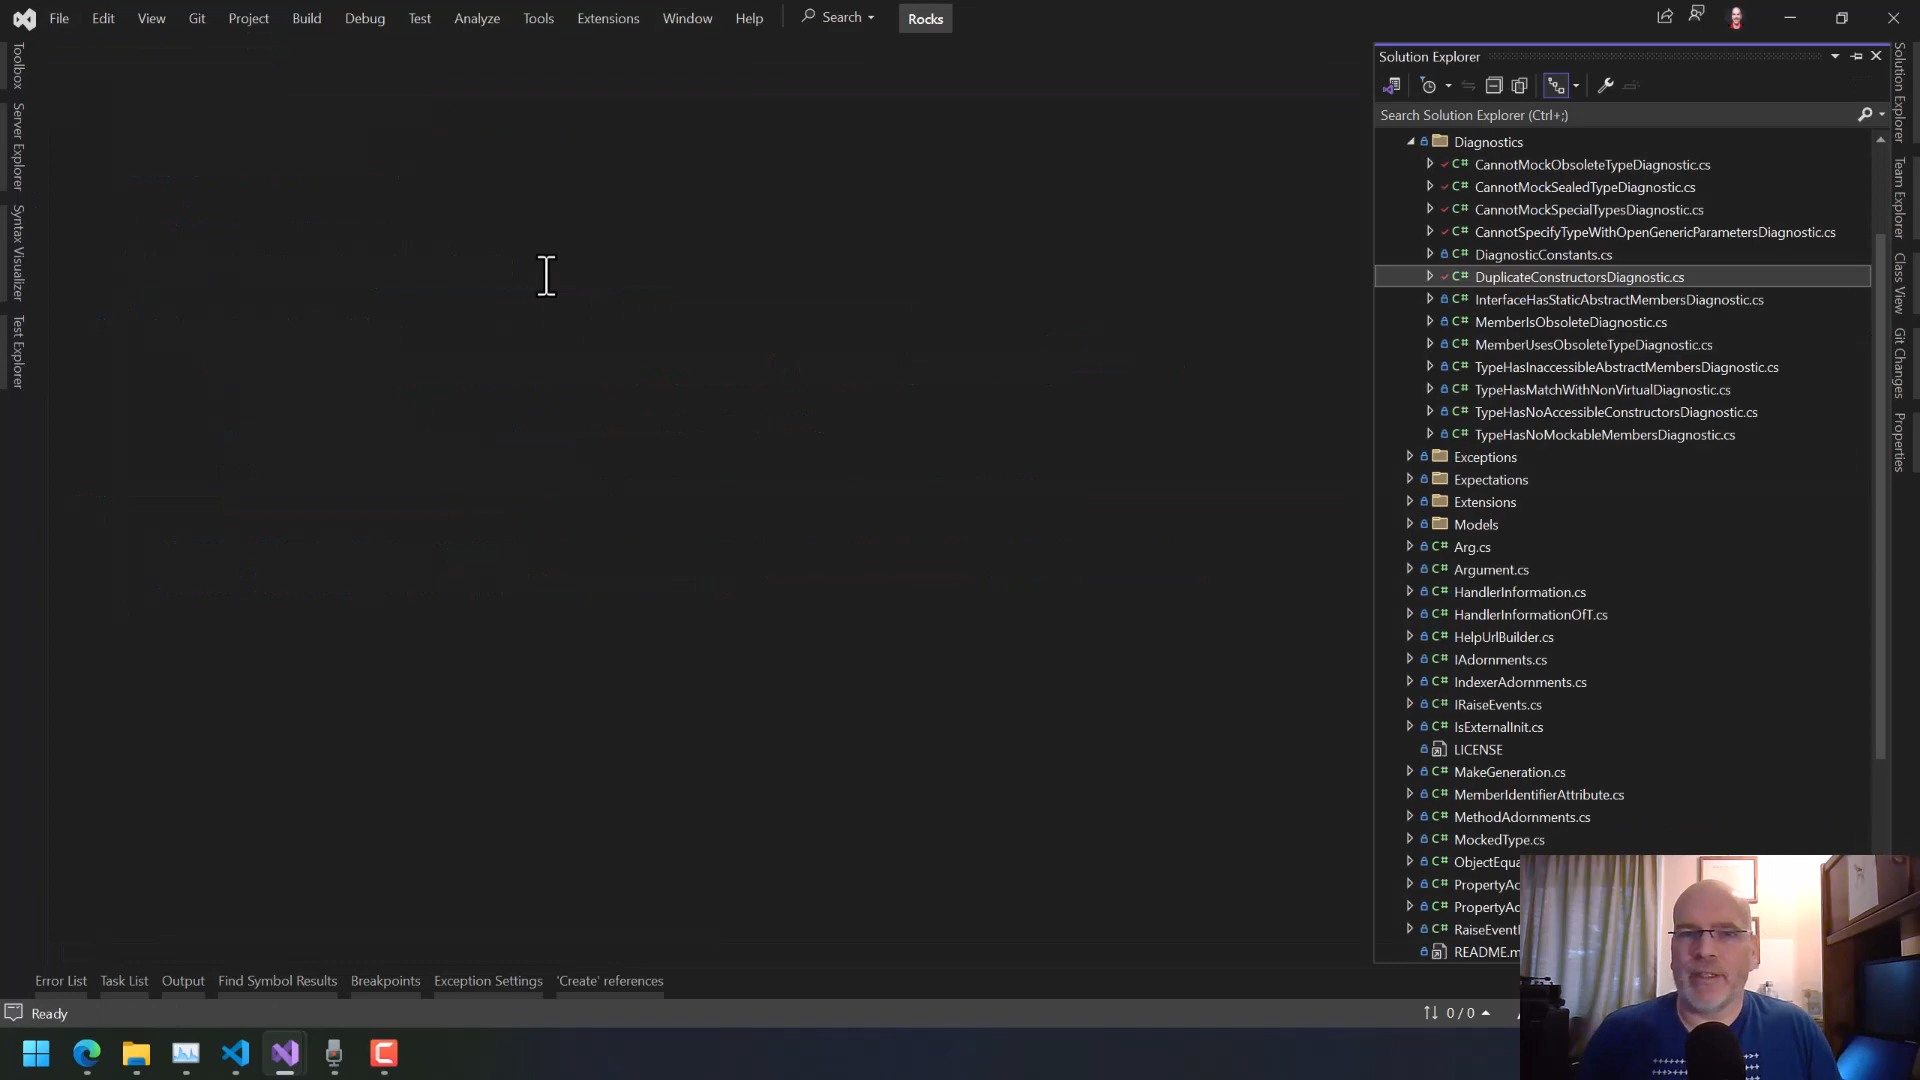 File Edit View Git Project Build Debug Test Analyze Tools Extensions Window Help Search Rocks
Toolbox
Server Explorer
Syntax Visualizer
Test Explorer
Solution Explorer
Search Solution Explorer (Ctrl+;)
Diagnostics
C# CannotMockObsoleteTypeDiagnostic.cs
C# CannotMockSealedTypeDiagnostic.cs
C# CannotMockSpecialTypesDiagnostic.cs
C# CannotSpecifyTypeWithOpenGenericParametersDiagnostic.cs
C# DiagnosticConstants.cs
C# DuplicateConstructorsDiagnostic.cs
C# InterfaceHasStaticAbstractMembersDiagnostic.cs
C# MemberIsObsoleteDiagnostic.cs
C# MemberUsesObsoleteTypeDiagnostic.cs
C# TypeHasInaccessibleAbstractMembersDiagnostic.cs
C# TypeHasMatchWithNonVirtualDiagnostic.cs
C# TypeHasNoAccessibleConstructorsDiagnostic.cs
C# TypeHasNoMockableMembersDiagnostic.cs
Exceptions
Expectations
Extensions
Models
C# Arg.cs
C# Argument.cs
C# HandlerInformation.cs
C# HandlerInformationOfT.cs
C# HelpUrlBuilder.cs
C# IAdornments.cs
C# IndexerAdornments.cs
C# IRaiseEvents.cs
C# IsExternalInit.cs
LICENSE
C# MakeGeneration.cs
C# MemberIdentifierAttribute.cs
C# MethodAdornments.cs
C# MockedType.cs
C# ObjectEqua
C# PropertyAc
C# PropertyAc
C# RaiseEventI
README.m
Solution Explorer
Team Explorer
Class View
Git Changes
Properties
Error List Task List Output Find Symbol Results Breakpoints Exception Settings 'Create' references
Ready
0 / 0